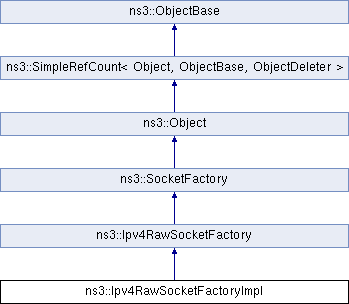 ns3::ObjectBase
ns3::SimpleRefCount< Object, ObjectBase, ObjectDeleter >
ns3::Object
ns3::SocketFactory
ns3::Ipv4RawSocketFactory
ns3::Ipv4RawSocketFactoryImpl